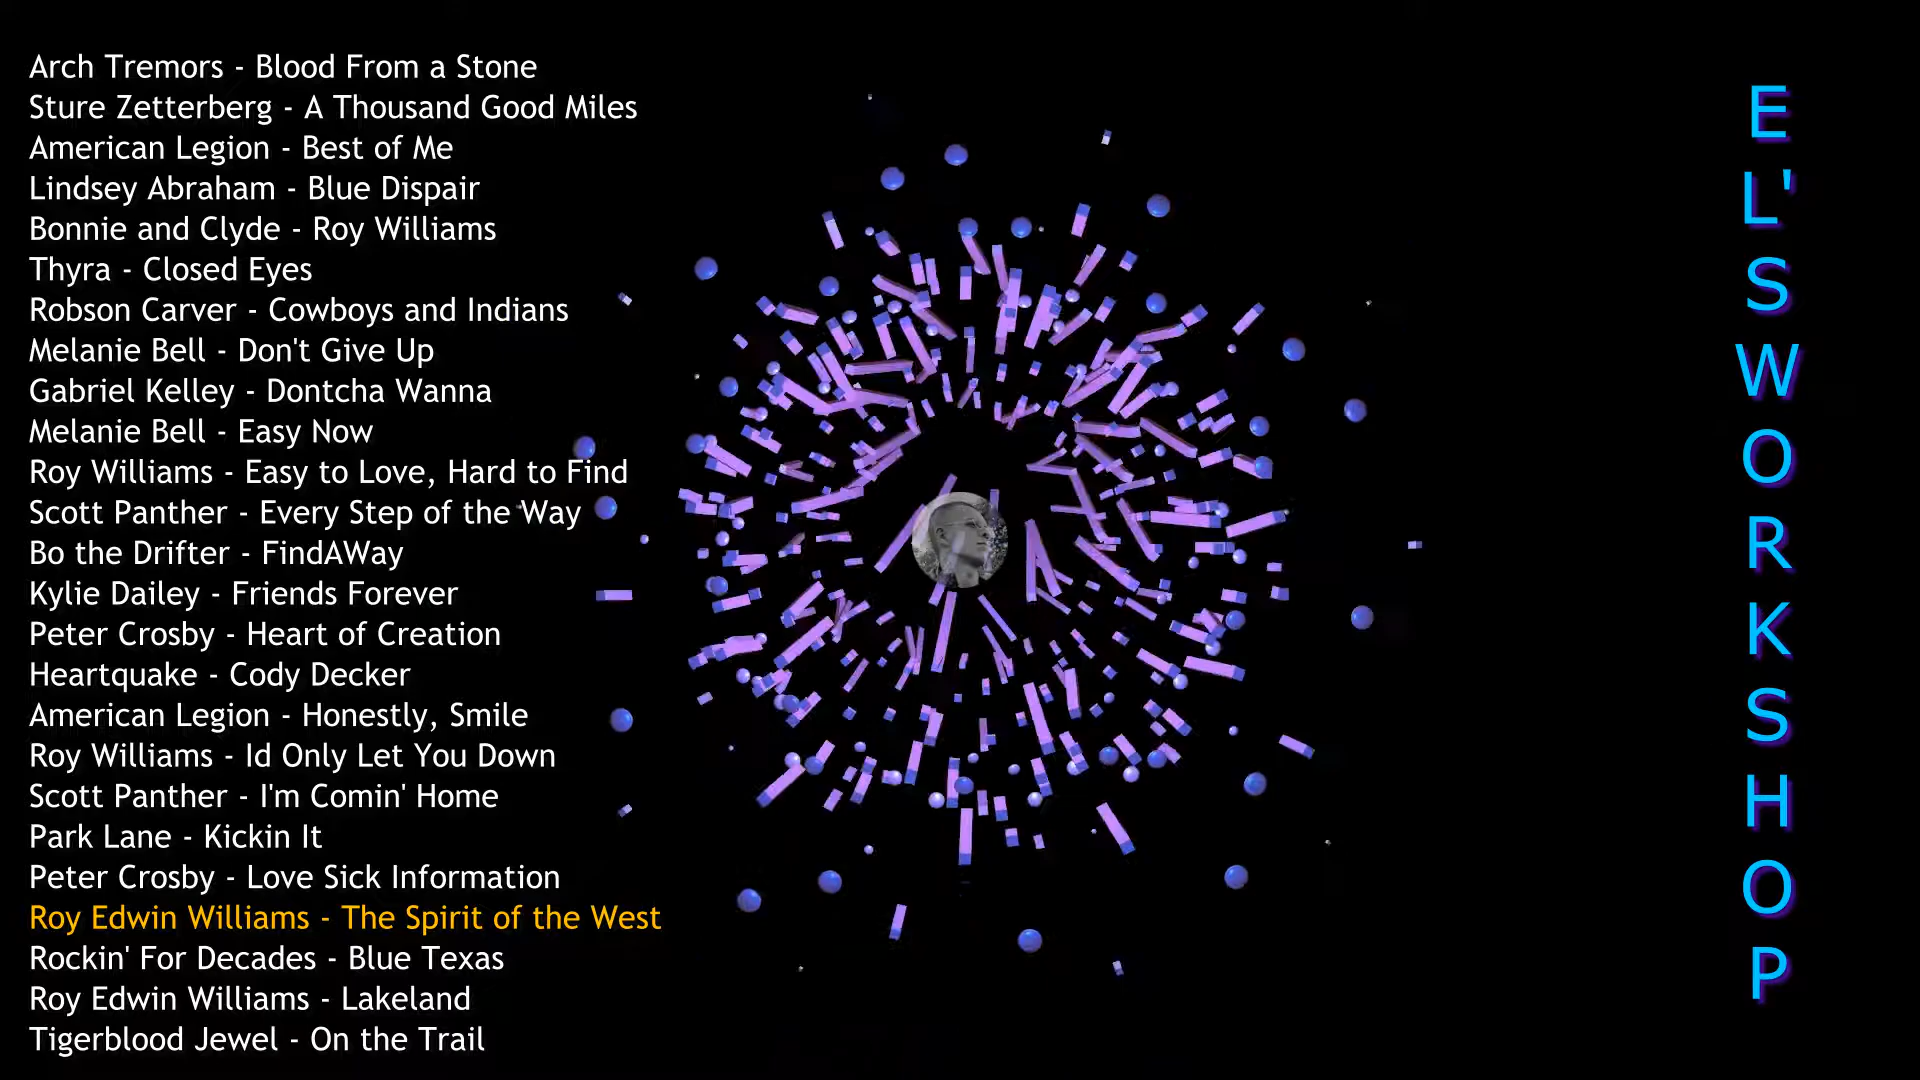 Arch Tremors - Blood From a Stone
Sture Zetterberg - A Thousand Good Miles
American Legion - Best of Me
Lindsey Abraham - Blue Dispair
Bonnie and Clyde - Roy Williams
Thyra - Closed Eyes
Robson Carver - Cowboys and Indians
Melanie Bell - Don't Give Up
Gabriel Kelley - Dontcha Wanna
Melanie Bell - Easy Now
Roy Williams - Easy to Love, Hard to Find
Scott Panther - Every Step of the Way
Bo the Drifter - FindAWay
Kylie Dailey - Friends Forever
Peter Crosby - Heart of Creation
Heartquake - Cody Decker
American Legion - Honestly, Smile
Roy Williams - Id Only Let You Down
Scott Panther - I'm Comin' Home
Park Lane - Kickin It
Peter Crosby - Love Sick Information
Roy Edwin Williams - The Spirit of the West
Rockin' For Decades - Blue Texas
Roy Edwin Williams - Lakeland
Tigerblood Jewel - On the Trail
EL'S WORKSHOP